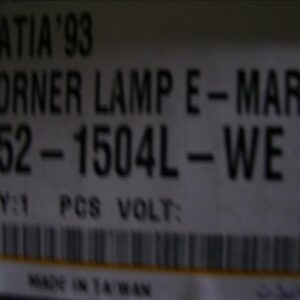 ATIA'93
ORNER LAMP E-MAR
52-1504L-WE
Y:1 PCS VOLT:
MADE IN TAIWAN